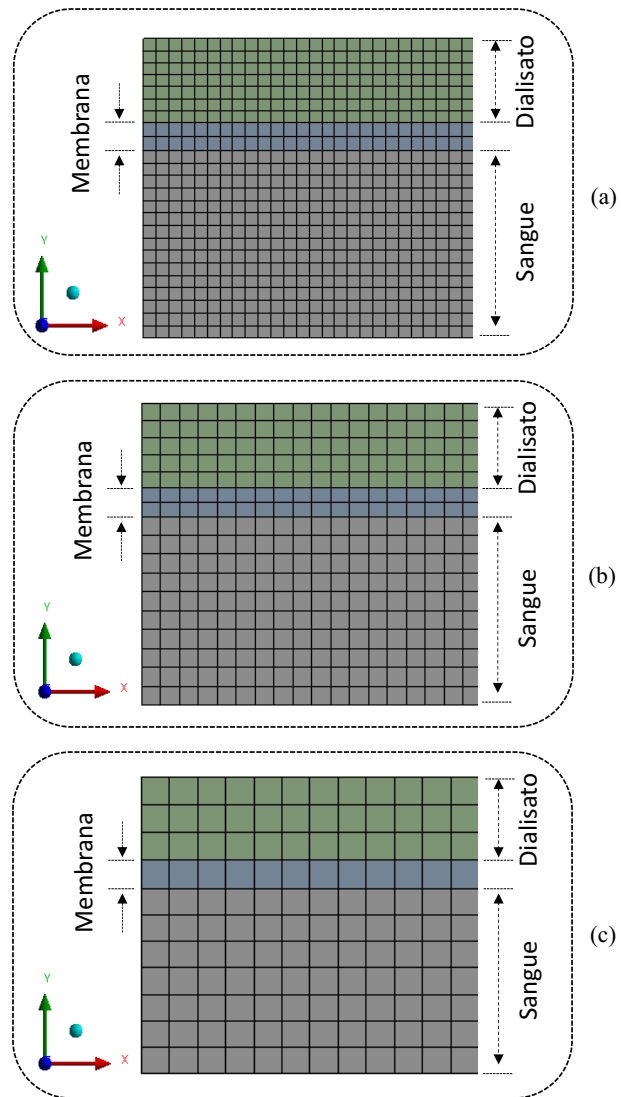 Membrana
Dialisato
Sangue
Y
X
(a)
Membrana
Dialisato
Sangue
Y
X
(b)
Membrana
Dialisato
Sangue
Y
X
(c)